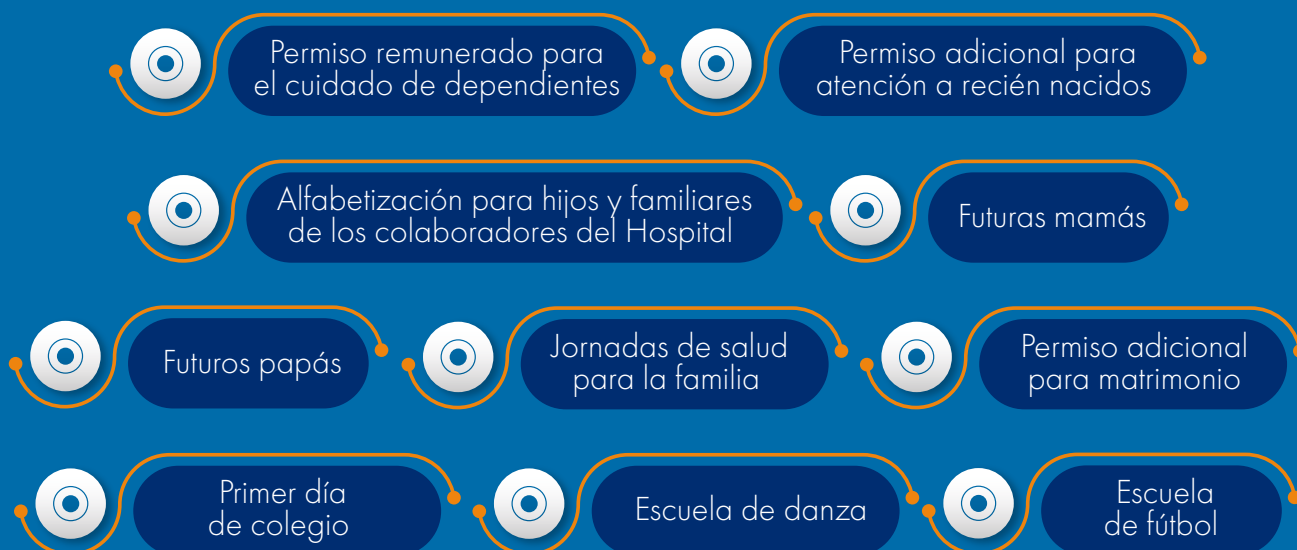 Permiso remunerado para
el cuidado de dependientes
Permiso adicional para
atención a recién nacidos
Alfabetización para hijos y familiares
de los colaboradores del Hospital
Futuras mamás
Futuros papás
Jornadas de salud
para la familia
Permiso adicional
para matrimonio
Primer día
de colegio
Escuela de danza
Escuela
de fútbol